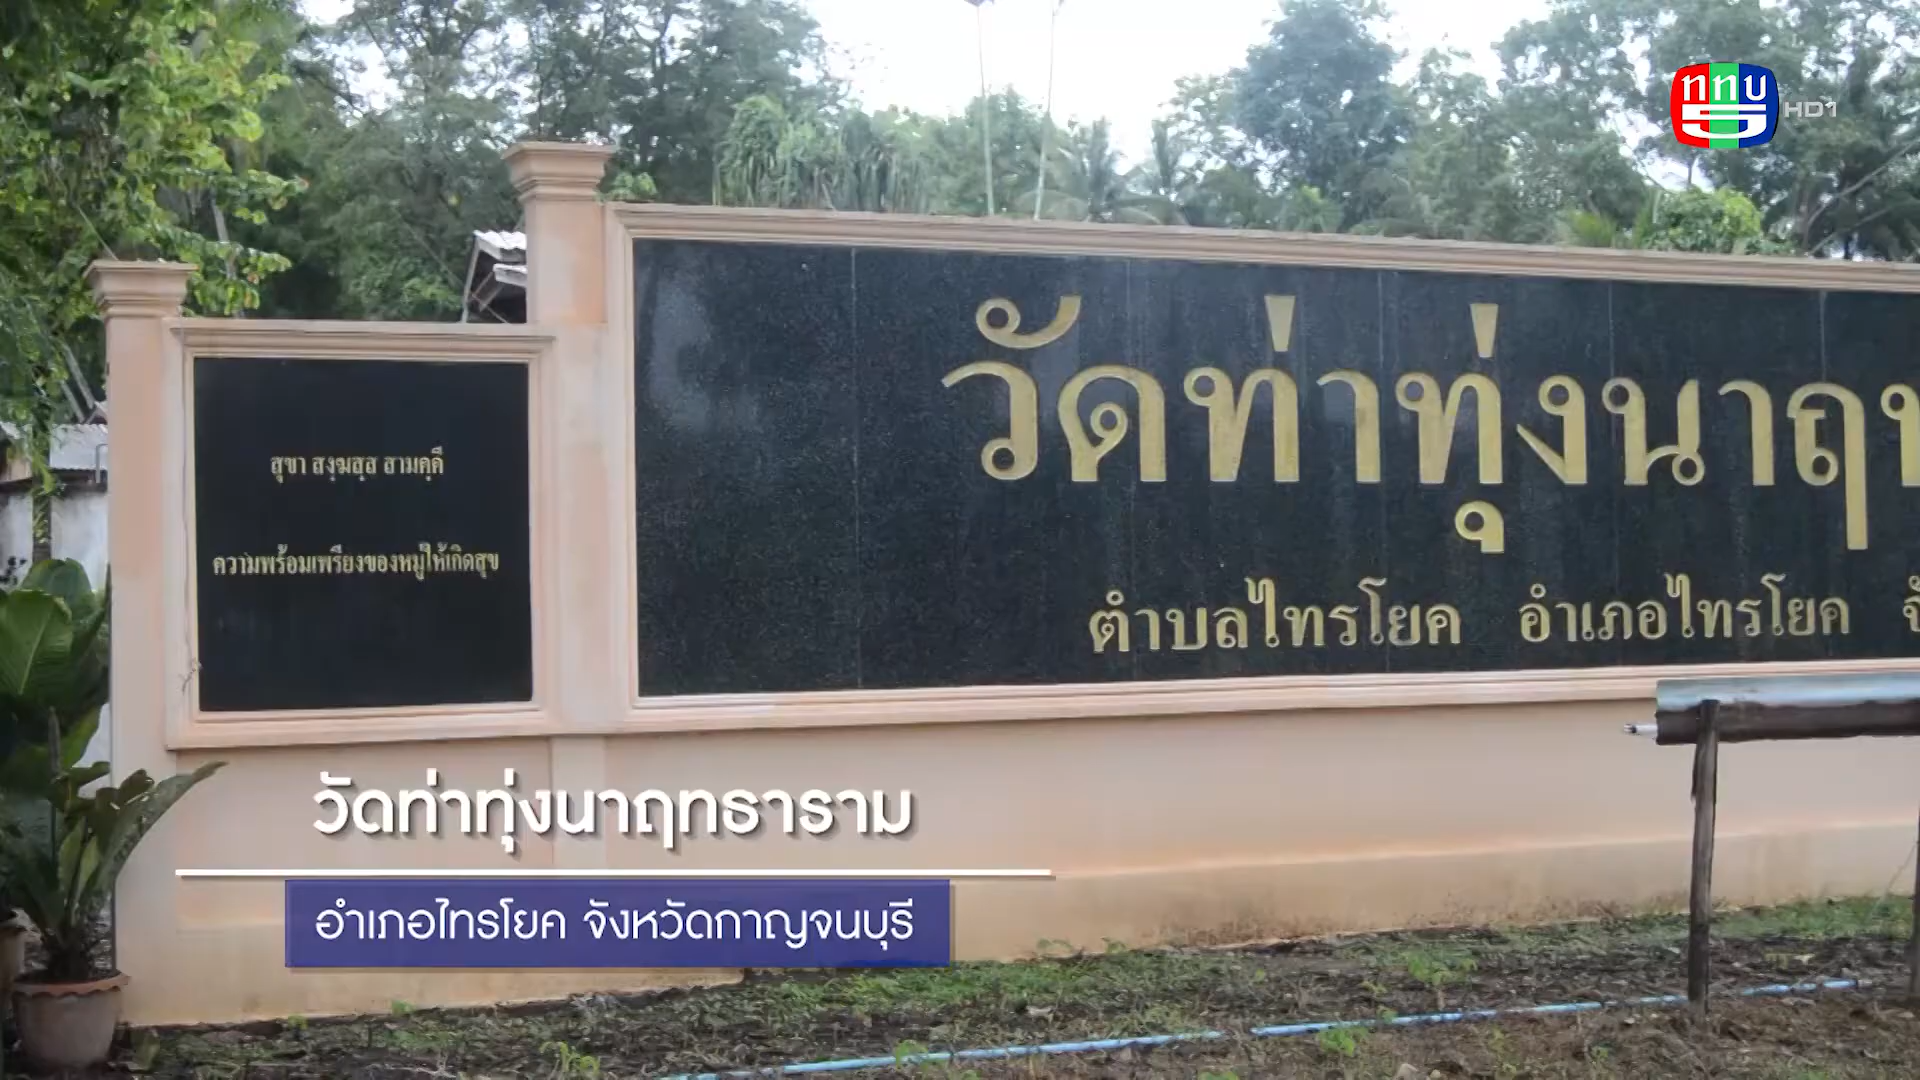 ททบ 5 HD1
วัดท่าทุ่งนาฤท
ตำบลไทรโยค อำเภอไทรโยค จั
สุขา สงฺฆสฺส สามคฺคี
ความพร้อมเพรียงของหมู่ให้เกิดสุข
วัดท่าทุ่งนาฤทธาราม
อำเภอไทรโยค จังหวัดกาญจนบุรี